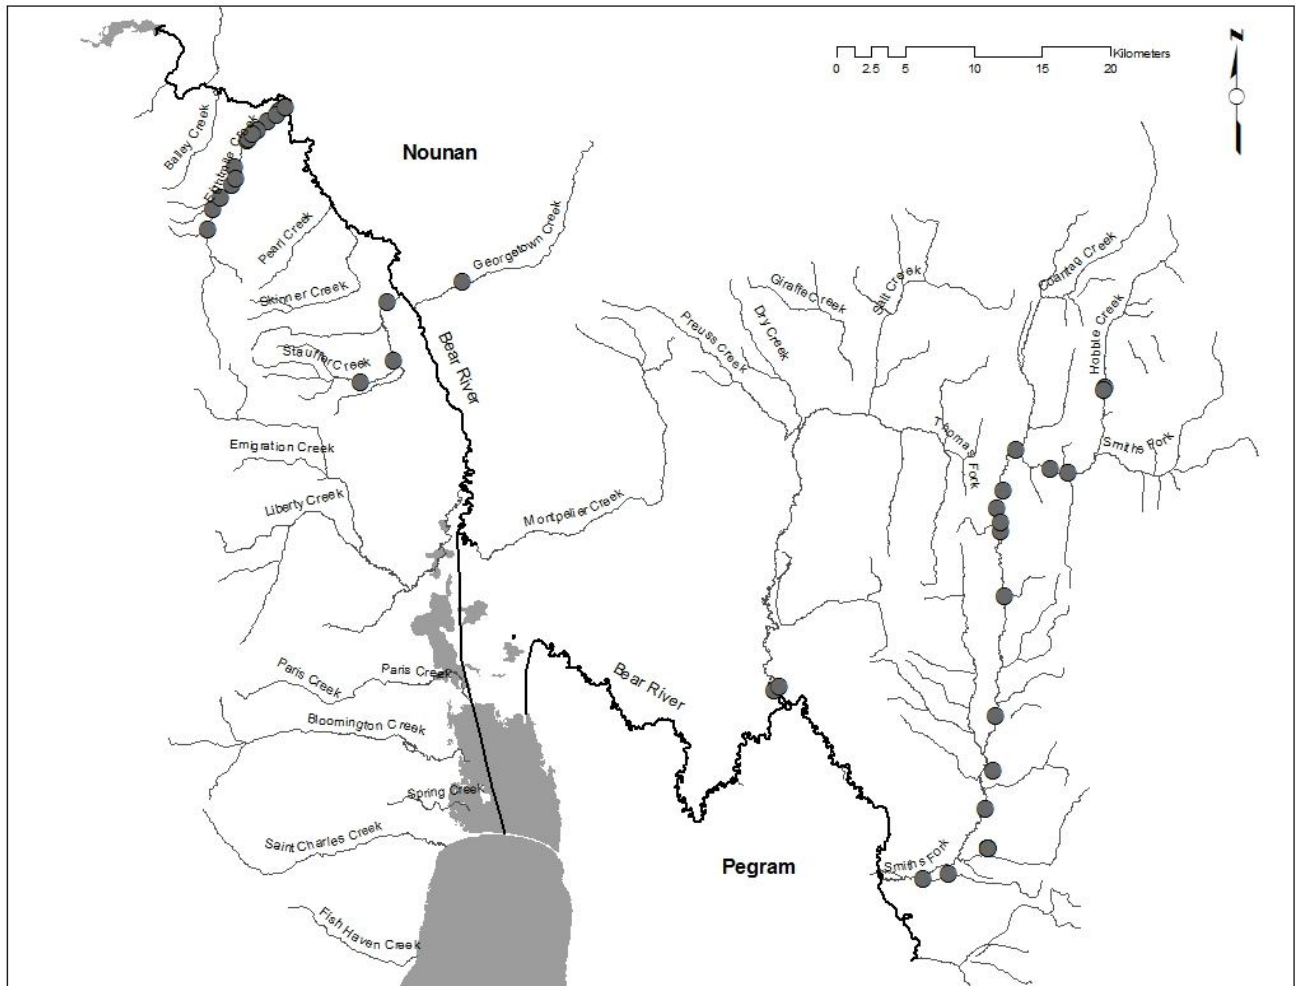 N
Kilometers
0 2.5 5 10 15 20
Bailey Creek
Nounan
Georgetown Creek
Pearl Creek
Skinner Creek
Stauffer Creek
Bear River
Giraffe Creek
Salt Creek
Coantag Creek
Dry Creek
Preuss Creek
Hobble Creek
Thomas Fork
Smiths Fork
Emigration Creek
Liberty Creek
Montpelier Creek
Paris Creek
Paris Creek
Bear River
Bloomington Creek
Spring Creek
Saint Charles Creek
Pegram
Smiths Fork
Fish Haven Creek